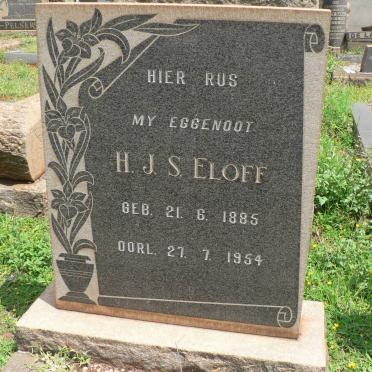 HIER RUS
MY EGGENOOT
H. J. S. ELOFF
GEB. 21. 6. 1885
OORL. 27. 7. 1954